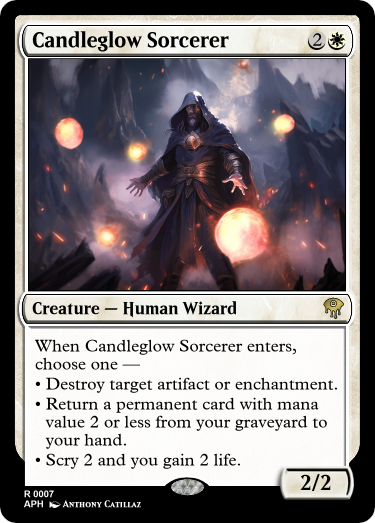 Candleglow Sorcerer 2
Creature — Human Wizard
When Candleglow Sorcerer enters,
choose one —
• Destroy target artifact or enchantment.
• Return a permanent card with mana
value 2 or less from your graveyard to
your hand.
• Scry 2 and you gain 2 life.
2/2
R 0007
APH Anthony Catillaz